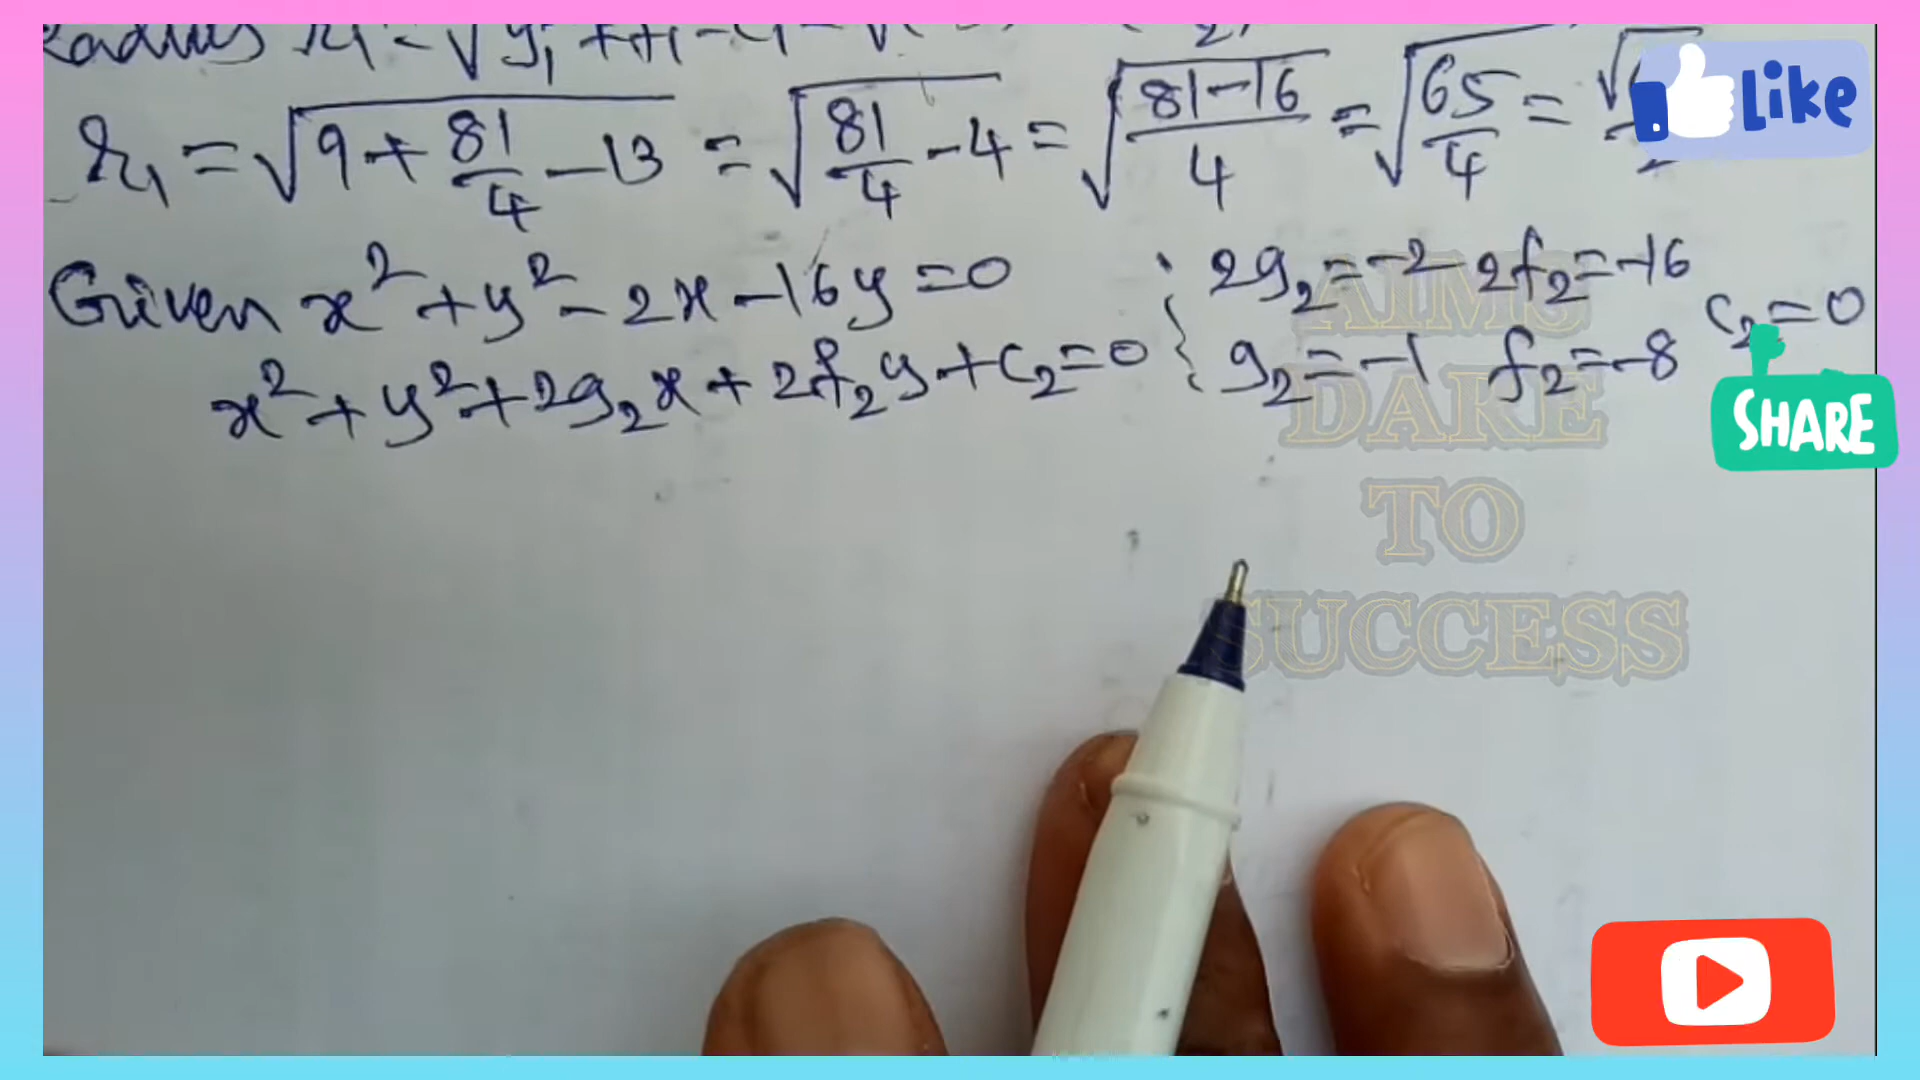 Radius r₁ = √
r₁ = √(9 + 81/4 - 13) = √(81/4 - 4) = √((81-16)/4) = √(65/4) =
Like
Given x² + y² - 2x - 16y = 0
x² + y² + 2g₂x + 2f₂y + c₂ = 0
2g₂ = -2 2f₂ = -16
g₂ = -1 f₂ = -8
c₂ = 0
SHARE
AIMS
DARE
TO
SUCCESS